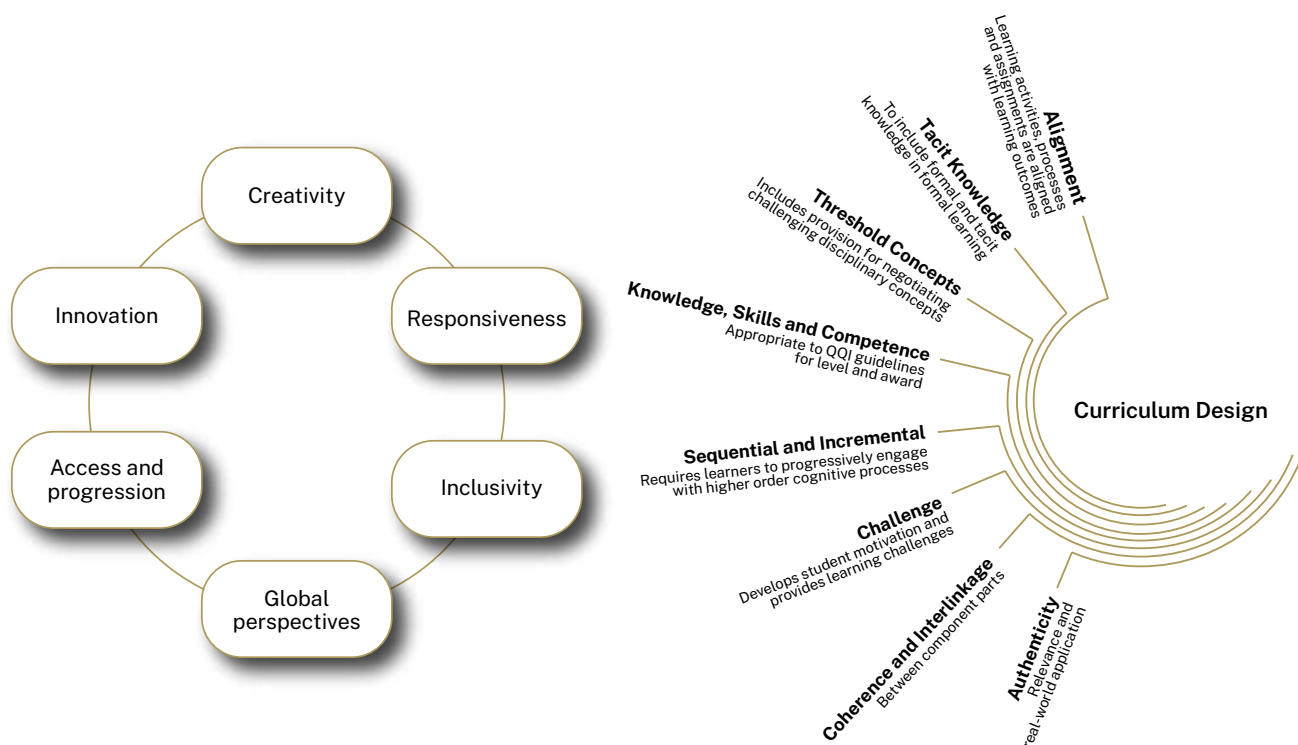 Creativity
Responsiveness
Inclusivity
Global
perspectives
Access and
progression
Innovation
Curriculum Design
Alignment
Learning activities, processes
and assignments are aligned
with learning outcomes
Tacit Knowledge
To include formal and tacit
knowledge in formal learning
Threshold Concepts
Includes provision for negotiating
challenging disciplinary concepts
Knowledge, Skills and Competence
Appropriate to QQI guidelines
for level and award
Sequential and Incremental
Requires learners to progressively engage
with higher order cognitive processes
Challenge
Develops student motivation and
provides learning challenges
Coherence and Interlinkage
Between component parts
Authenticity
Relevance and
real-world application